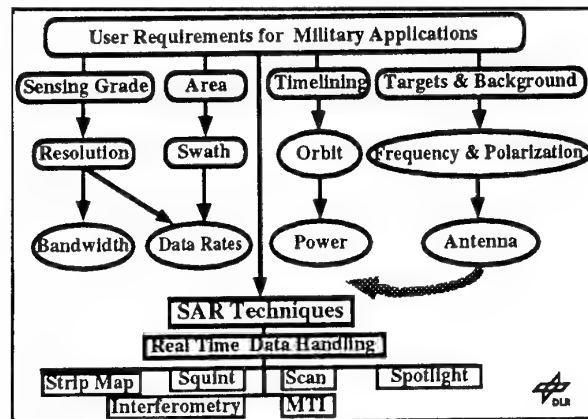 User Requirements for Military Applications
Sensing Grade Area Timelining Targets & Background
Resolution Swath Orbit Frequency & Polarization
Bandwidth Data Rates Power Antenna
SAR Techniques
Real Time Data Handling
Strip Map Squint Scan Spotlight
Interferometry MTI
DLR